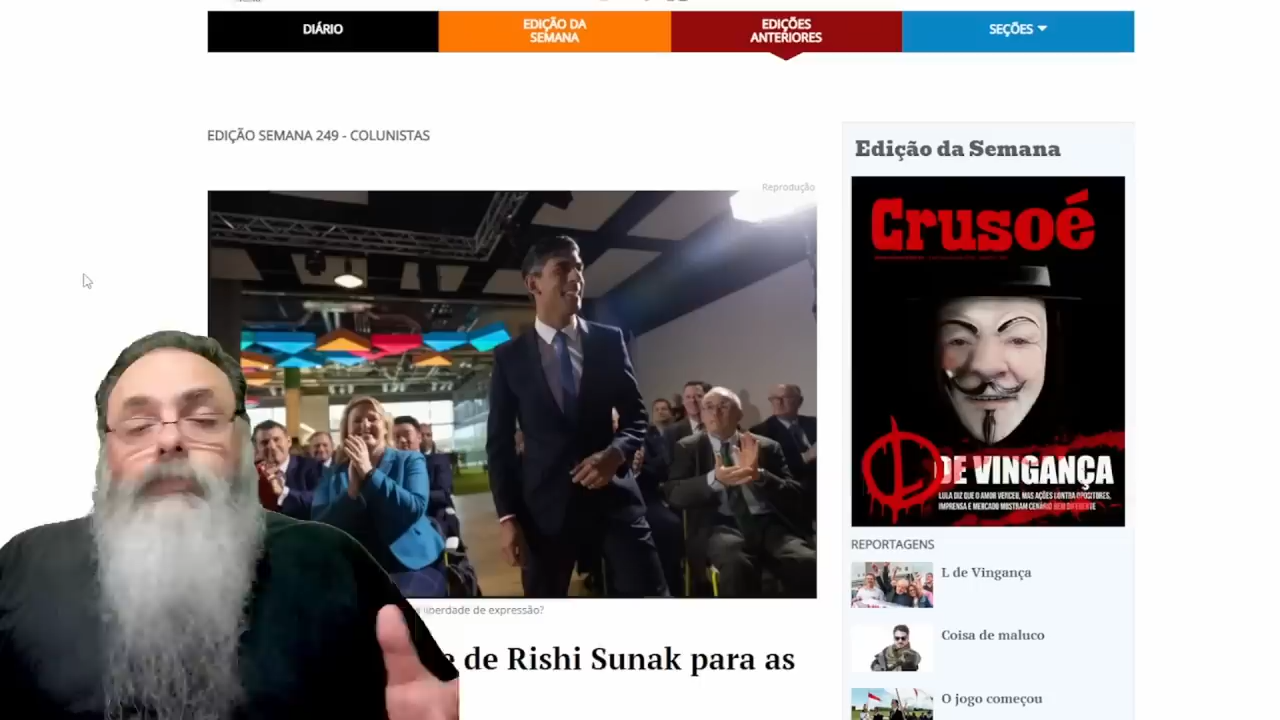 DIÁRIO
EDIÇÃO DA
SEMANA
EDIÇÕES
ANTERIORES
SEÇÕES
EDIÇÃO SEMANA 249 - COLUNISTAS
Reprodução
liberdade de expressão?
de Rishi Sunak para as
Edição da Semana
Crusoé
DE VINGANÇA
LULA DIZ QUE O AMOR VENCEU, MAS AÇÕES CONTRA OPOSITORES,
IMPRENSA E MERCADO MOSTRAM CENÁRIO BEM DIFERENTE
REPORTAGENS
L de Vingança
Coisa de maluco
O jogo começou